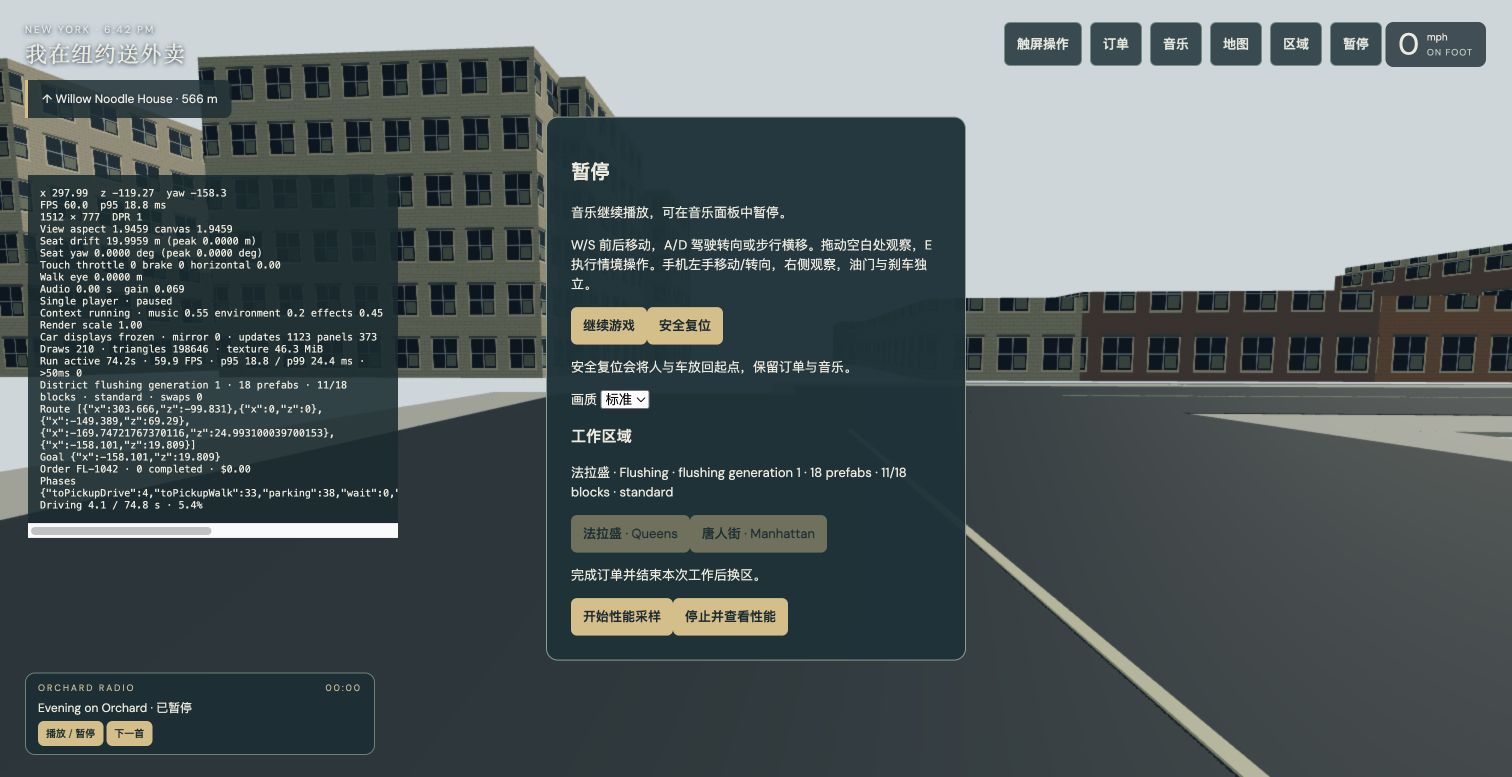 NEW YORK · 6:42 PM
我在纽约送外卖
↑ Willow Noodle House · 566 m
触屏操作
订单
音乐
地图
区域
暂停
0 mph
ON FOOT
x 297.99 z -119.27 yaw -158.3
FPS 60.0 p95 18.8 ms
1512 × 777 DPR 1
View aspect 1.9459 canvas 1.9459
Seat drift 19.9959 m (peak 0.0000 m)
Seat yaw 0.0000 deg (peak 0.0000 deg)
Touch throttle 0 brake 0 horizontal 0.00
Walk eye 0.0000 m
Audio 0.00 s gain 0.069
Single player · paused
Context running · music 0.55 environment 0.2 effects 0.45
Render scale 1.00
Car displays frozen · mirror 0 · updates 1123 panels 373
Draws 210 · triangles 198646 · texture 46.3 MiB
Run active 74.2s · 59.9 FPS · p95 18.8 / p99 24.4 ms ·
>50ms 0
District flushing generation 1 · 18 prefabs · 11/18
blocks · standard · swaps 0
Route [{"x":303.666,"z":-99.831},{"x":0,"z":0},
{"x":-149.389,"z":69.29},
{"x":-169.74721767370116,"z":24.993100039700153},
{"x":-158.101,"z":19.809}]
Goal {"x":-158.101,"z":19.809}
Order FL-1042 · 0 completed · $0.00
Phases
{"toPickupDrive":4,"toPickupWalk":33,"parking":38,"wait":0,"
Driving 4.1 / 74.8 s · 5.4%
暂停
音乐继续播放，可在音乐面板中暂停。
W/S 前后移动，A/D 驾驶转向或步行横移。拖动空白处观察，E
执行情境操作。手机左手移动/转向，右侧观察，油门与刹车独
立。
继续游戏 安全复位
安全复位会将人与车放回起点，保留订单与音乐。
画质 标准
工作区域
法拉盛 · Flushing · flushing generation 1 · 18 prefabs · 11/18
blocks · standard
法拉盛 · Queens 唐人街 · Manhattan
完成订单并结束本次工作后换区。
开始性能采样 停止并查看性能
ORCHARD RADIO 00:00
Evening on Orchard · 已暂停
播放 / 暂停 下一首